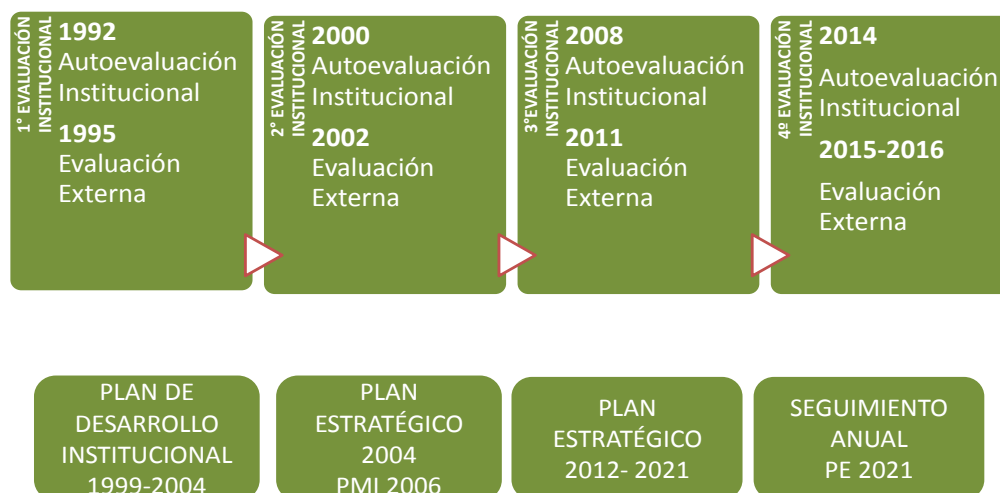 1° EVALUACIÓN
INSTITUCIONAL
1992
Autoevaluación
Institucional
1995
Evaluación
Externa
2° EVALUACIÓN
INSTITUCIONAL
2000
Autoevaluación
Institucional
2002
Evaluación
Externa
3°EVALUACIÓN
INSTITUCIONAL
2008
Autoevaluación
Institucional
2011
Evaluación
Externa
4º EVALUACIÓN
INSTITUCIONAL
2014
Autoevaluación
Institucional
2015-2016
Evaluación
Externa
PLAN DE
DESARROLLO
INSTITUCIONAL
1999-2004
PLAN
ESTRATÉGICO
2004
PMI 2006
PLAN
ESTRATÉGICO
2012- 2021
SEGUIMIENTO
ANUAL
PE 2021